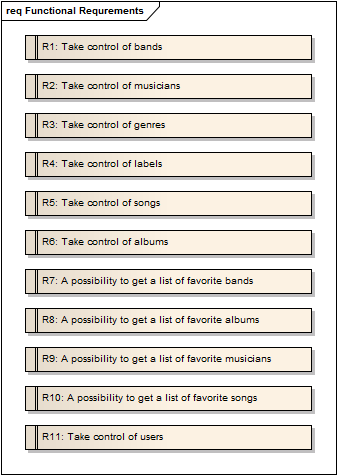 req Functional Requrements
R1: Take control of bands
R2: Take control of musicians
R3: Take control of genres
R4: Take control of labels
R5: Take control of songs
R6: Take control of albums
R7: A possibility to get a list of favorite bands
R8: A possibility to get a list of favorite albums
R9: A possibility to get a list of favorite musicians
R10: A possibility to get a list of favorite songs
R11: Take control of users